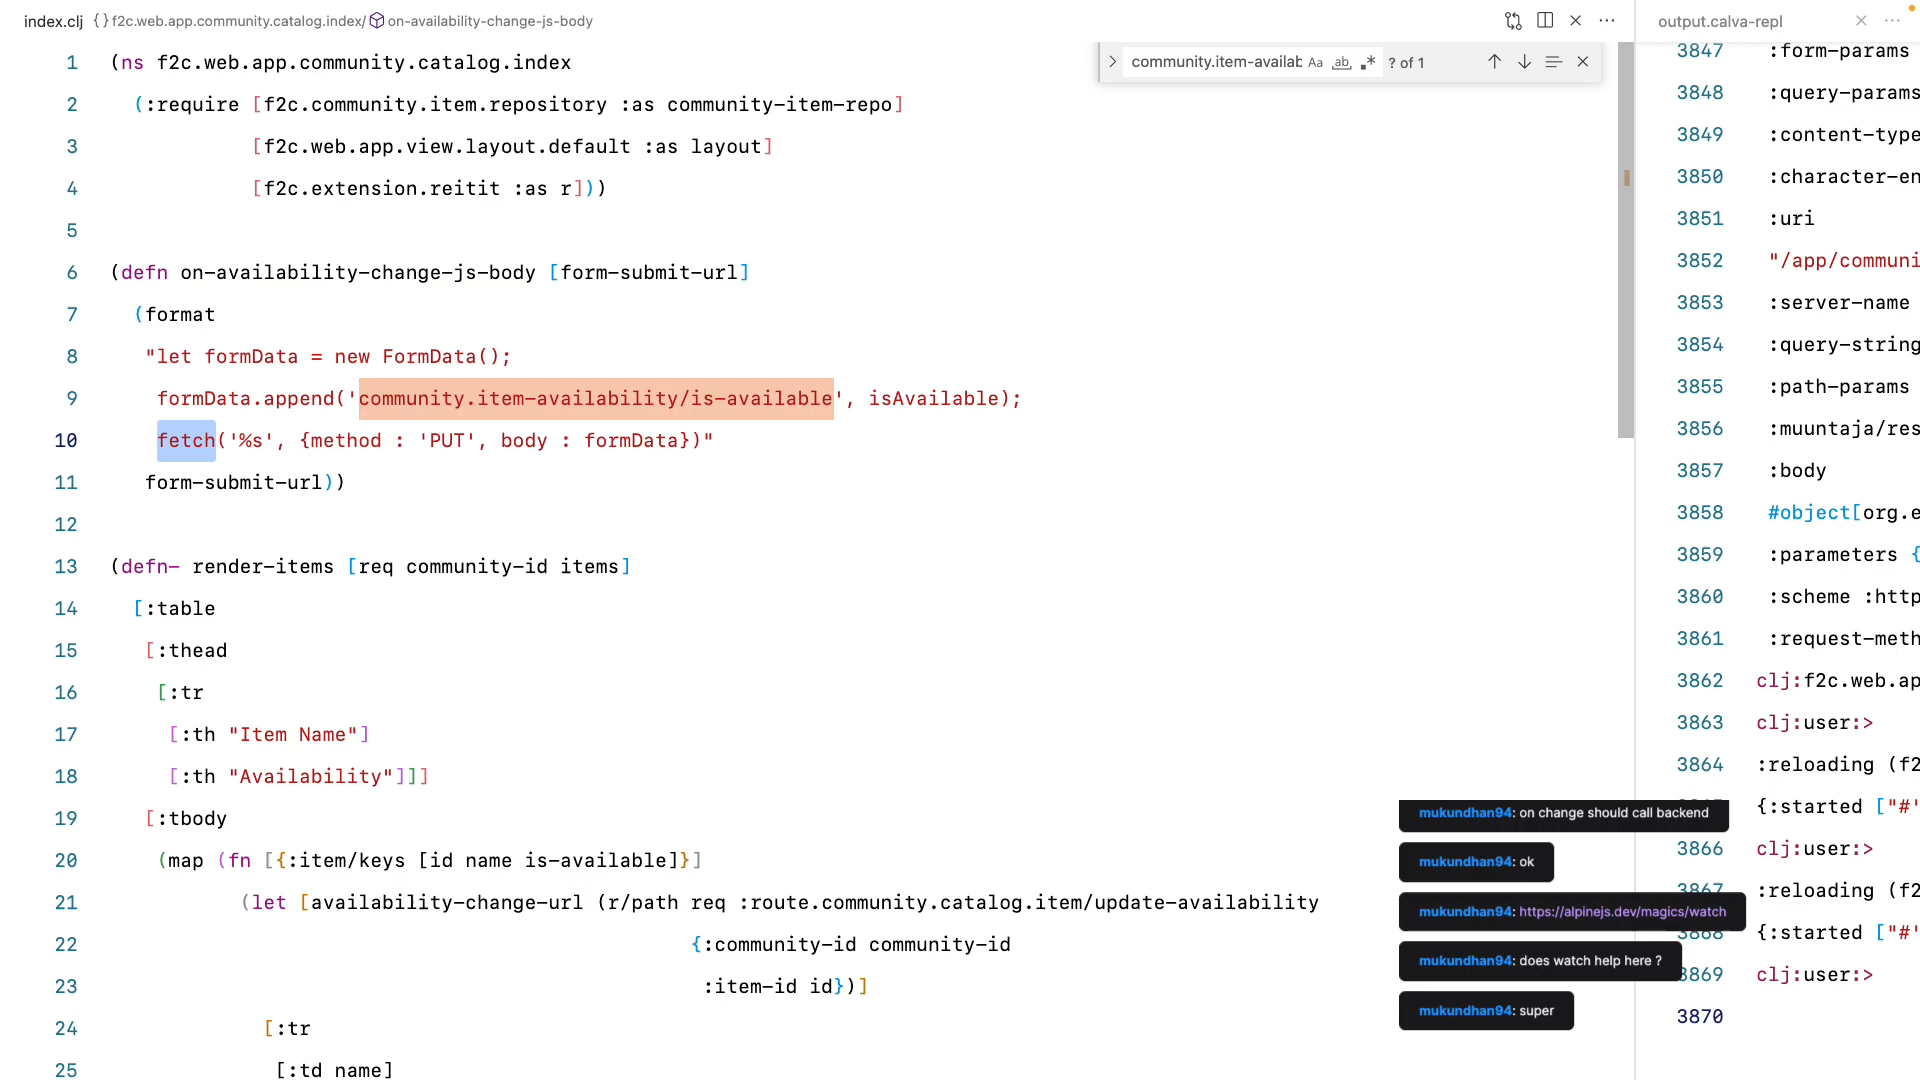 index.clj {} f2c.web.app.community.catalog.index/ on-availability-change-js-body
1 (ns f2c.web.app.community.catalog.index
2 (:require [f2c.community.item.repository :as community-item-repo]
3 [f2c.web.app.view.layout.default :as layout]
4 [f2c.extension.reitit :as r]))
5
6 (defn on-availability-change-js-body [form-submit-url]
7 (format
8 "let formData = new FormData();
9 formData.append('community.item-availability/is-available', isAvailable);
10 fetch('%s', {method : 'PUT', body : formData})"
11 form-submit-url))
12
13 (defn- render-items [req community-id items]
14 [:table
15 [:thead
16 [:tr
17 [:th "Item Name"]
18 [:th "Availability"]]]
19 [:tbody
20 (map (fn [{:item/keys [id name is-available]}]
21 (let [availability-change-url (r/path req :route.community.catalog.item/update-availability
22 {:community-id community-id
23 :item-id id})]
24 [:tr
25 [:td name]
community.item-availab Aa ab .* ? of 1
output.calva-repl
3847 :form-params
3848 :query-params
3849 :content-type
3850 :character-en
3851 :uri
3852 "/app/communi
3853 :server-name
3854 :query-string
3855 :path-params
3856 :muuntaja/res
3857 :body
3858 #object[org.e
3859 :parameters {
3860 :scheme :http
3861 :request-meth
3862 clj:f2c.web.ap
3863 clj:user:>
3864 :reloading (f2
{:started ["#"
3866 clj:user:>
3867 :reloading (f2
3868 {:started ["#"
3869 clj:user:>
3870
mukundhan94: on change should call backend
mukundhan94: ok
mukundhan94: https://alpinejs.dev/magics/watch
mukundhan94: does watch help here ?
mukundhan94: super